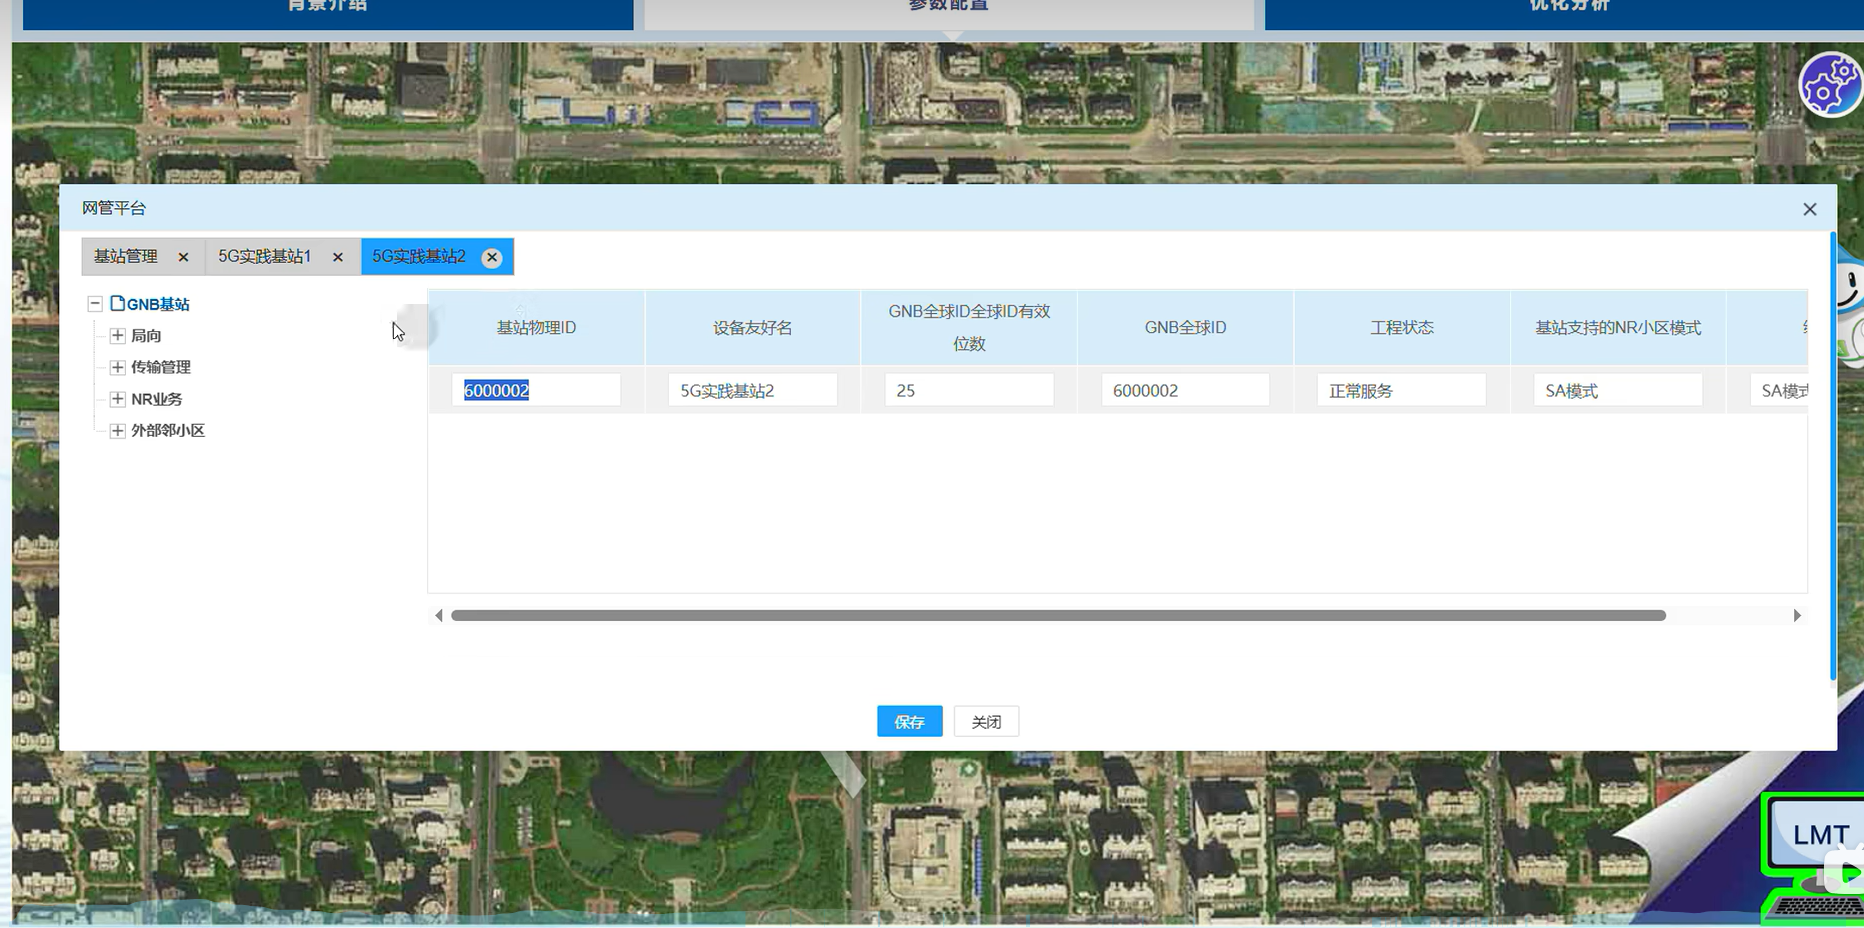 背景介绍
参数配置
优化分析
网管平台
基站管理
5G实践基站1
5G实践基站2
GNB基站
局向
传输管理
NR业务
外部邻小区
基站物理ID
设备友好名
GNB全球ID全球ID有效
位数
GNB全球ID
工程状态
基站支持的NR小区模式
6000002
5G实践基站2
25
6000002
正常服务
SA模式
SA模式
保存
关闭
LMT